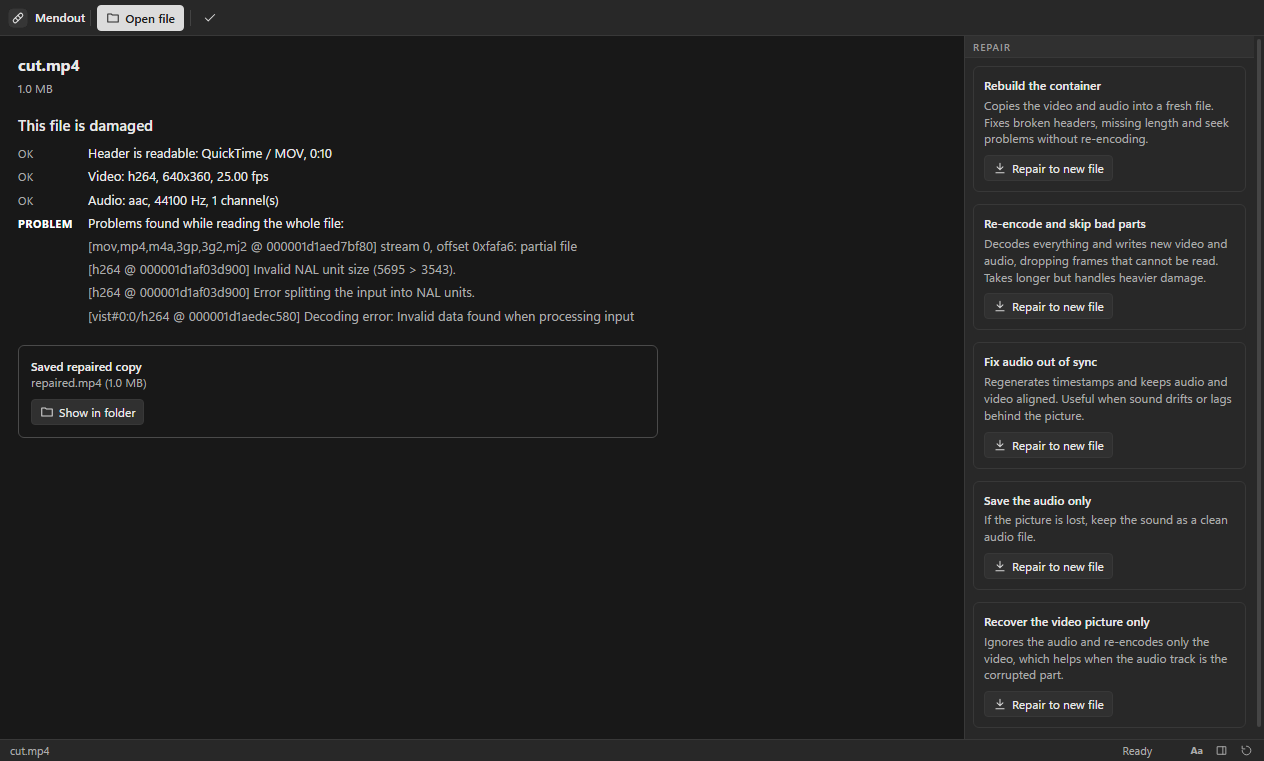 Mendout
Open file
cut.mp4
1.0 MB
This file is damaged
OK Header is readable: QuickTime / MOV, 0:10
OK Video: h264, 640x360, 25.00 fps
OK Audio: aac, 44100 Hz, 1 channel(s)
PROBLEM Problems found while reading the whole file:
[mov,mp4,m4a,3gp,3g2,mj2 @ 000001d1aed7bf80] stream 0, offset 0xfafa6: partial file
[h264 @ 000001d1af03d900] Invalid NAL unit size (5695 > 3543).
[h264 @ 000001d1af03d900] Error splitting the input into NAL units.
[vist#0:0/h264 @ 000001d1aedec580] Decoding error: Invalid data found when processing input
Saved repaired copy
repaired.mp4 (1.0 MB)
Show in folder
REPAIR
Rebuild the container
Copies the video and audio into a fresh file.
Fixes broken headers, missing length and seek
problems without re-encoding.
Repair to new file
Re-encode and skip bad parts
Decodes everything and writes new video and
audio, dropping frames that cannot be read.
Takes longer but handles heavier damage.
Repair to new file
Fix audio out of sync
Regenerates timestamps and keeps audio and
video aligned. Useful when sound drifts or lags
behind the picture.
Repair to new file
Save the audio only
If the picture is lost, keep the sound as a clean
audio file.
Repair to new file
Recover the video picture only
Ignores the audio and re-encodes only the
video, which helps when the audio track is the
corrupted part.
Repair to new file
cut.mp4
Ready
Aa